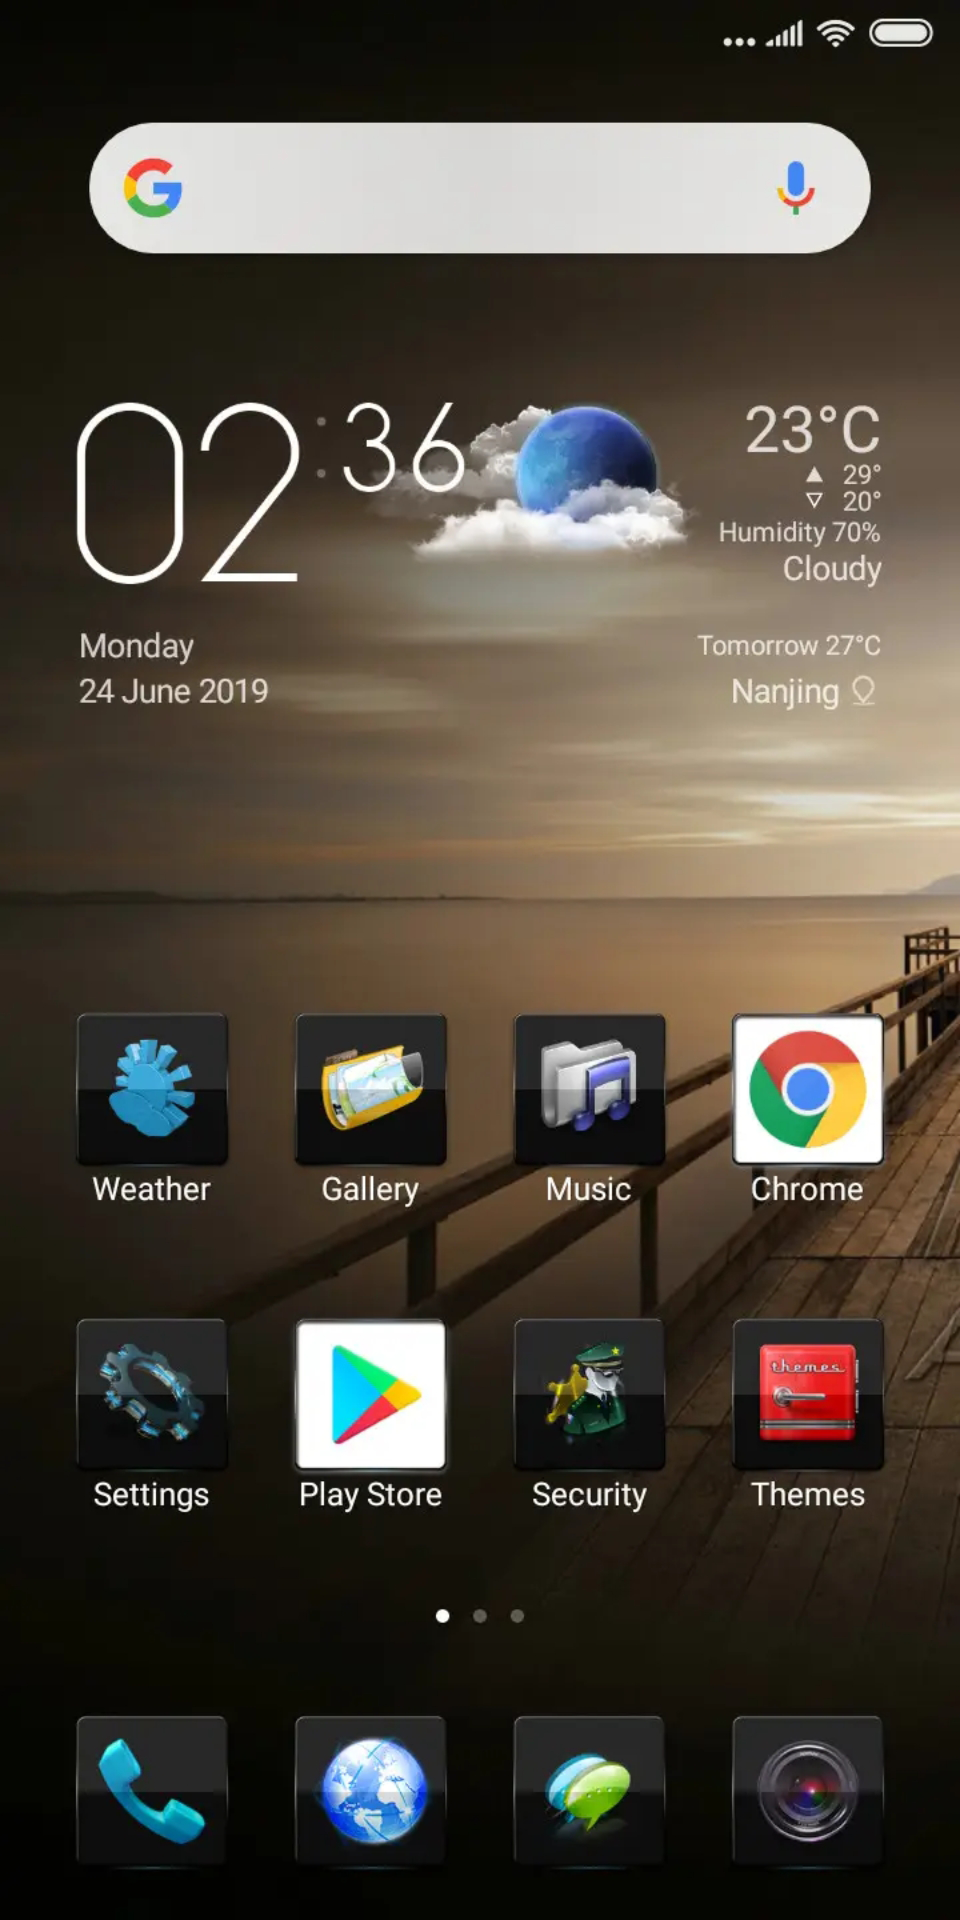 02:36
23°C
29°
20°
Humidity 70%
Cloudy
Monday
Tomorrow 27°C
24 June 2019
Nanjing
Weather Gallery Music Chrome
themes
Settings Play Store Security Themes